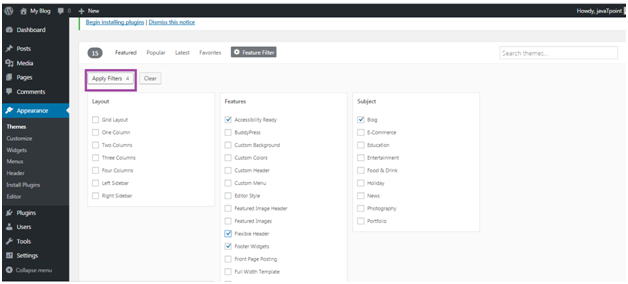 My Blog 0 + New Howdy, javaTpoint
Begin installing plugins | Dismiss this notice
Dashboard
Posts
Media
Pages
Comments
Appearance
Themes
Customize
Widgets
Menus
Header
Install Plugins
Editor
Plugins
Users
Tools
Settings
Collapse menu
15 Featured Popular Latest Favorites Feature Filter Search themes...
Apply Filters 4 Clear
Layout
Grid Layout
One Column
Two Columns
Three Columns
Four Columns
Left Sidebar
Right Sidebar
Features
Accessibility Ready
BuddyPress
Custom Background
Custom Colors
Custom Header
Custom Menu
Editor Style
Featured Image Header
Featured Images
Flexible Header
Footer Widgets
Front Page Posting
Full Width Template
Subject
Blog
E-Commerce
Education
Entertainment
Food & Drink
Holiday
News
Photography
Portfolio